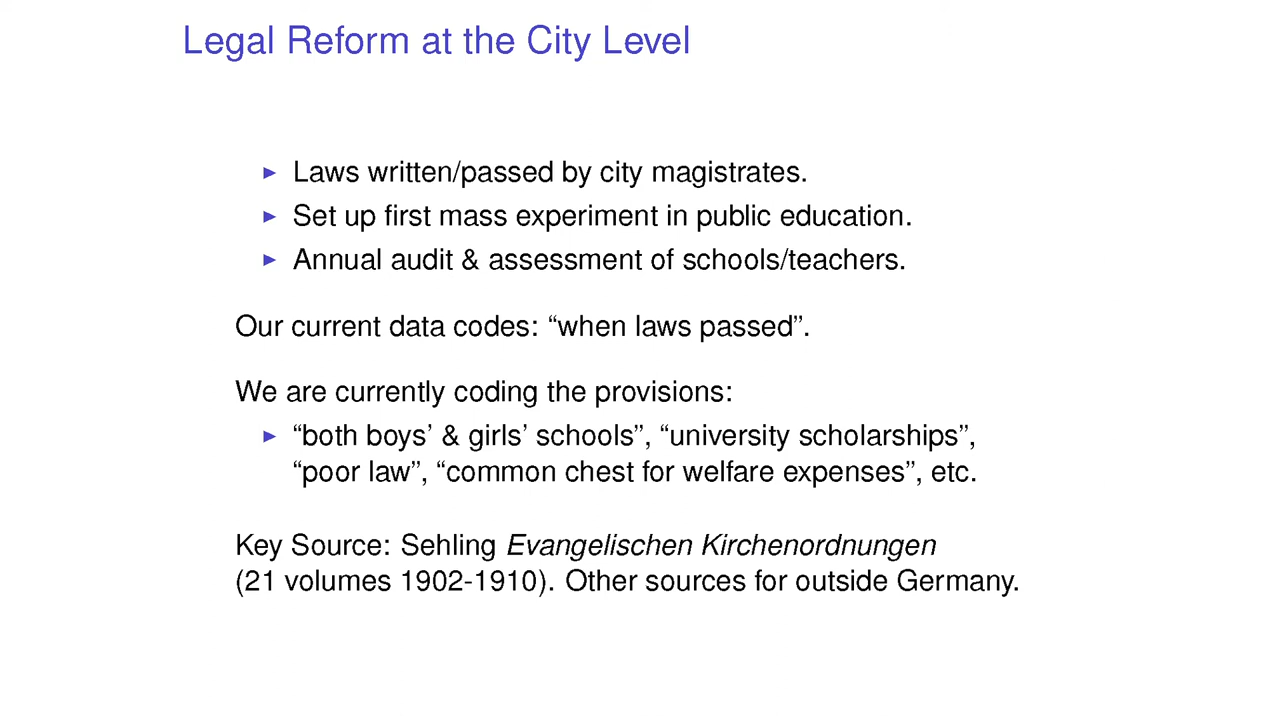 Legal Reform at the City Level
▶ Laws written/passed by city magistrates.
▶ Set up first mass experiment in public education.
▶ Annual audit & assessment of schools/teachers.
Our current data codes: “when laws passed”.
We are currently coding the provisions:
▶ “both boys’ & girls’ schools”, “university scholarships”,
“poor law”, “common chest for welfare expenses”, etc.
Key Source: Sehling Evangelischen Kirchenordnungen
(21 volumes 1902-1910). Other sources for outside Germany.